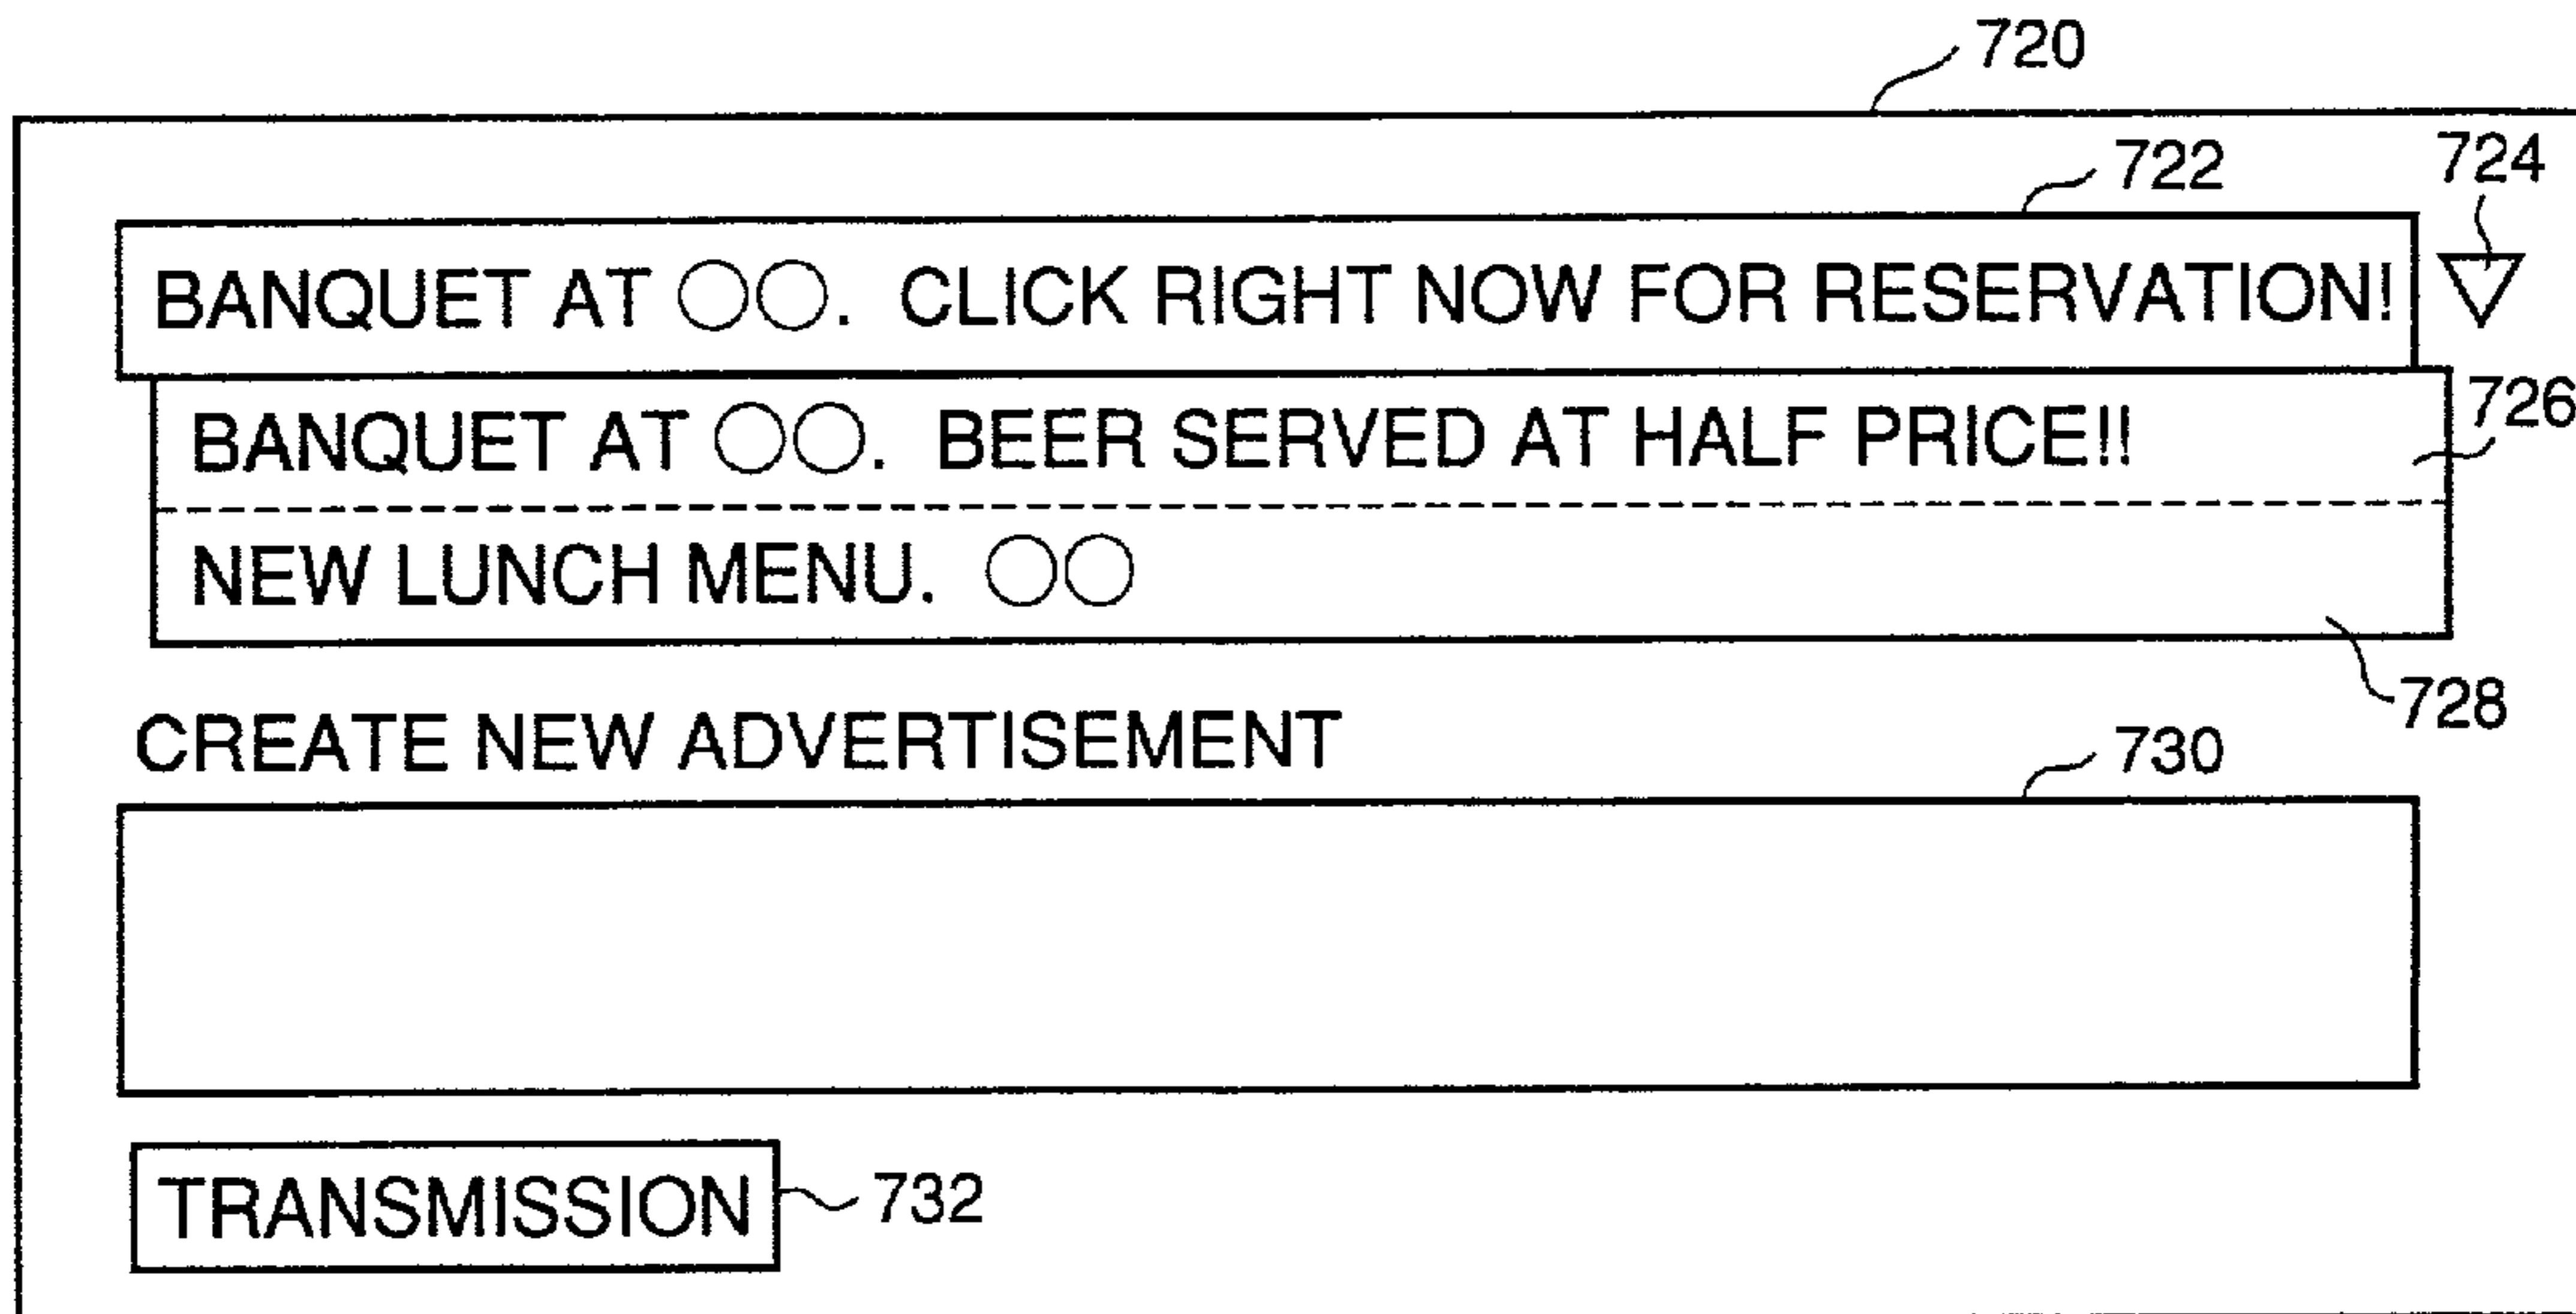 720
722
724
BANQUET AT ○○. CLICK RIGHT NOW FOR RESERVATION!
BANQUET AT ○○. BEER SERVED AT HALF PRICE!!
726
NEW LUNCH MENU. ○○
728
CREATE NEW ADVERTISEMENT
730
TRANSMISSION
732